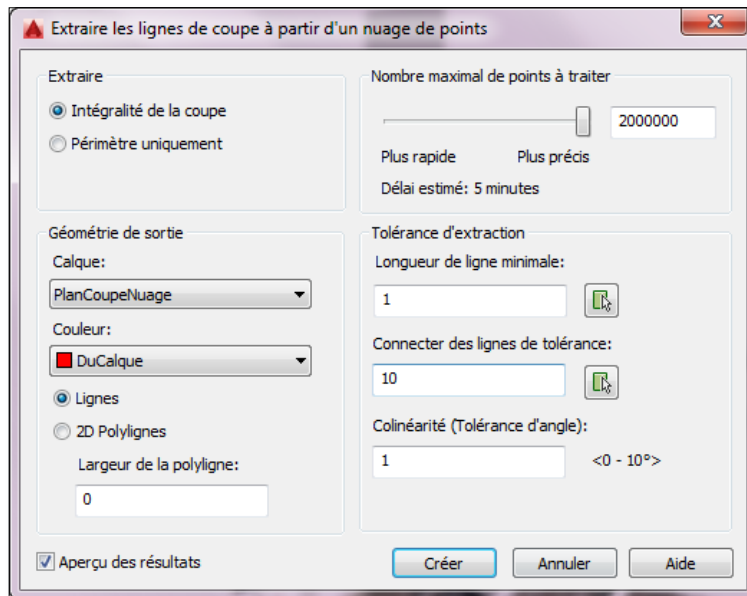 Extraire les lignes de coupe à partir d'un nuage de points
Extraire
Intégralité de la coupe
Périmètre uniquement
Nombre maximal de points à traiter
2000000
Plus rapide Plus précis
Délai estimé: 5 minutes
Géométrie de sortie
Calque:
PlanCoupeNuage
Couleur:
DuCalque
Lignes
2D Polylignes
Largeur de la polyligne:
0
Tolérance d'extraction
Longueur de ligne minimale:
1
Connecter des lignes de tolérance:
10
Colinéarité (Tolérance d'angle):
1 <0 - 10°>
Aperçu des résultats
Créer Annuler Aide